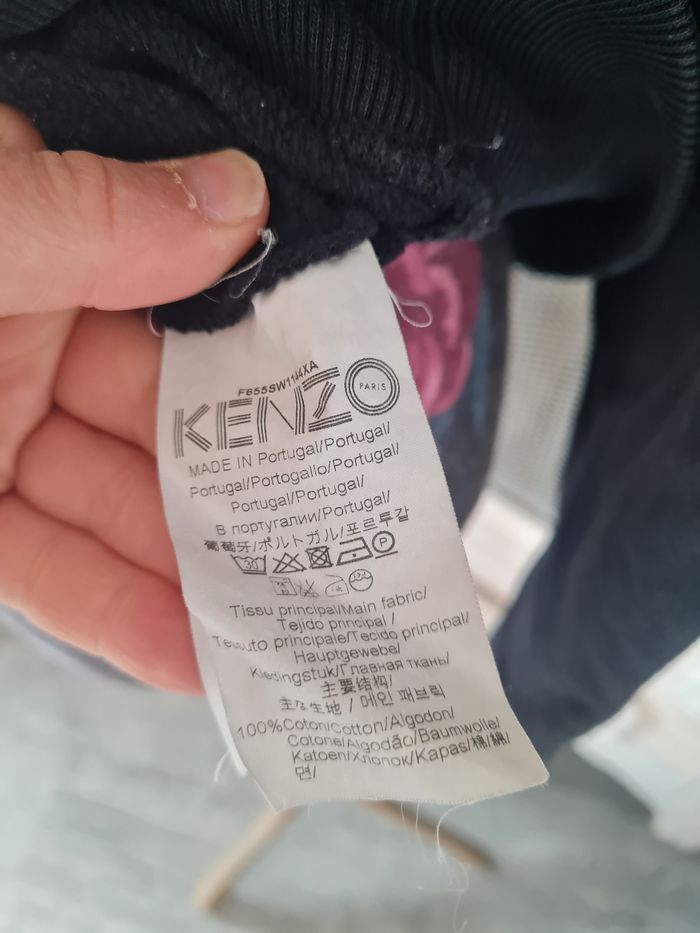 F655SW1144XA
KENZO PARIS
MADE IN Portugal/Portugal/
Portugal/Portogallo/Portugal/
Portugal/Portugal/
В португалии/Portugal/
葡萄牙/ポルトガル/포르투갈
30 P
Tissu principal/Main fabric/
Tejido principal /
Tessuto principale/Tecido principal/
Hauptgewebe/
Kledingstuk/Главная ткань/
主要结构/
主な生地 / 메인 패브릭
100%Coton/Cotton/Algodon/
Cotone/Algodão/Baumwolle/
Katoen/Хлопок/Kapas/棉/綿/
면/